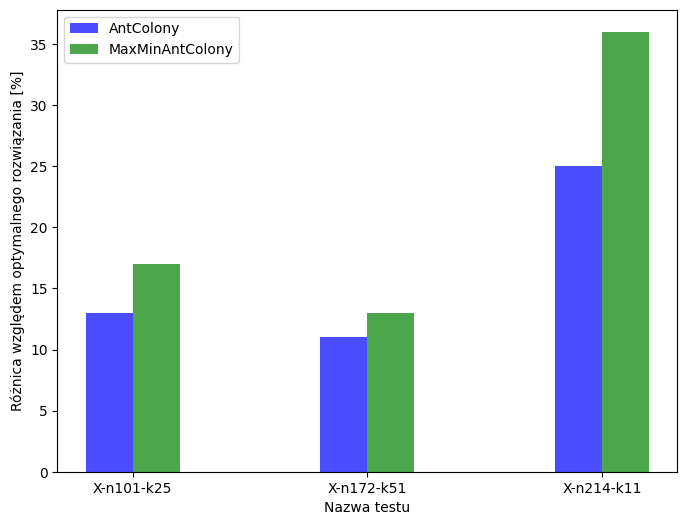 AntColony
MaxMinAntColony
Różnica względem optymalnego rozwiązania [%]
35
30
25
20
15
10
5
0
X-n101-k25
X-n172-k51
X-n214-k11
Nazwa testu